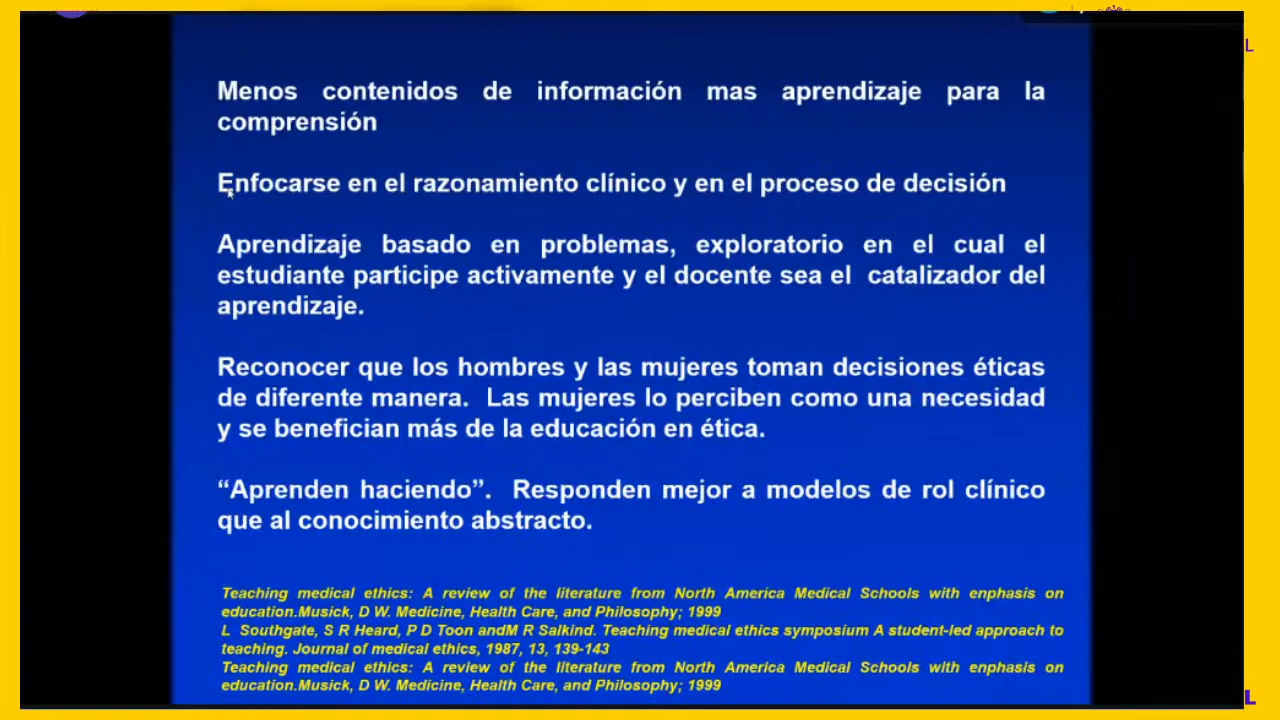 L
Menos contenidos de información mas aprendizaje para la
comprensión
Enfocarse en el razonamiento clínico y en el proceso de decisión
Aprendizaje basado en problemas, exploratorio en el cual el
estudiante participe activamente y el docente sea el catalizador del
aprendizaje.
Reconocer que los hombres y las mujeres toman decisiones éticas
de diferente manera. Las mujeres lo perciben como una necesidad
y se benefician más de la educación en ética.
“Aprenden haciendo”. Responden mejor a modelos de rol clínico
que al conocimiento abstracto.
Teaching medical ethics: A review of the literature from North America Medical Schools with enphasis on
education.Musick, D W. Medicine, Health Care, and Philosophy; 1999
L Southgate, S R Heard, P D Toon andM R Salkind. Teaching medical ethics symposium A student-led approach to
teaching. Journal of medical ethics, 1987, 13, 139-143
Teaching medical ethics: A review of the literature from North America Medical Schools with enphasis on
education.Musick, D W. Medicine, Health Care, and Philosophy; 1999
L